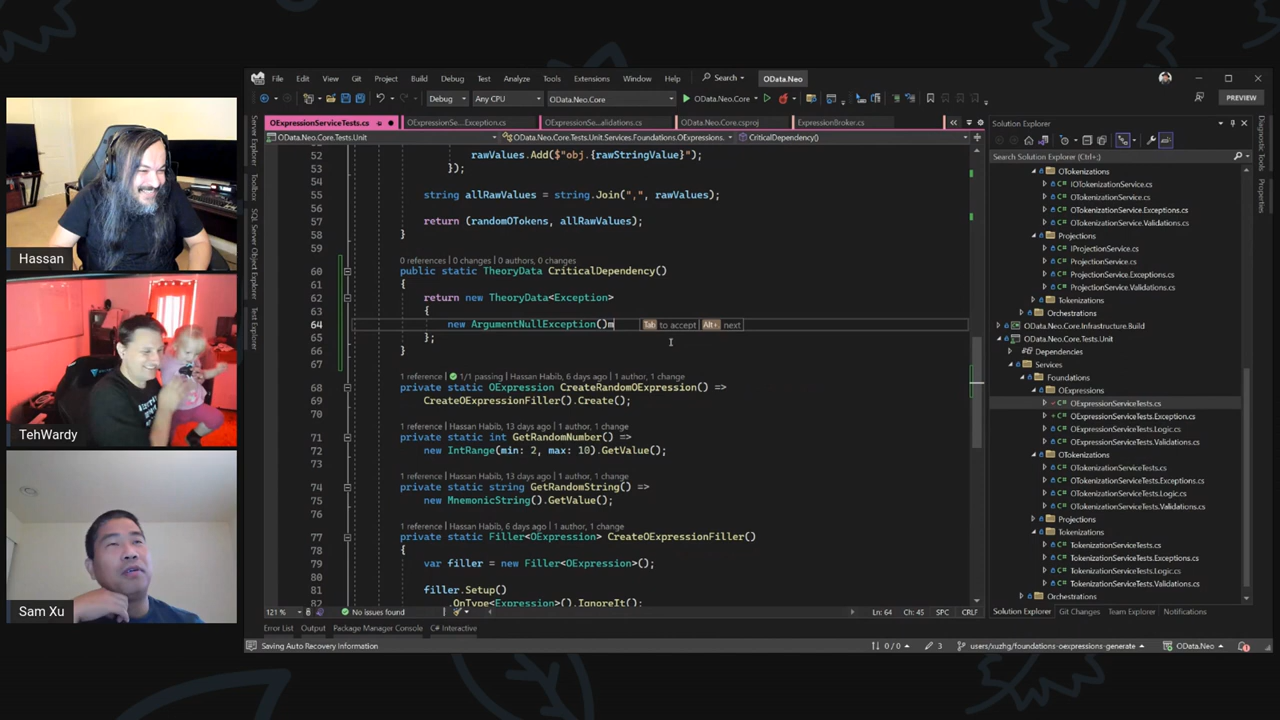 File Edit View Git Project Build Debug Test Analyze Tools Extensions Window Help Search OData.Neo
Debug Any CPU OData.Neo.Core OData.Neo.Core PREVIEW
OExpressionServiceTests.cs OExpressionSe...Exception.cs OExpressionSe...alidations.cs OData.Neo.Core.csproj ExpressionBroker.cs
OData.Neo.Core.Tests.Unit OData.Neo.Core.Tests.Unit.Services.Foundations.OExpressions. CriticalDependency()
Server Explorer
Toolbox
SQL Server Object Explorer
Test Explorer
52 rawValues.Add($"obj.{rawStringValue}");
53 });
54
55 string allRawValues = string.Join(",", rawValues);
56
57 return (randomOTokens, allRawValues);
58 }
59
0 references | 0 changes | 0 authors, 0 changes
60 public static TheoryData CriticalDependency()
61 {
62 return new TheoryData<Exception>
63 {
64 new ArgumentNullException()m Tab to accept Alt+ next
65 };
66 }
67
1 reference | 1/1 passing | Hassan Habib, 6 days ago | 1 author, 1 change
68 private static OExpression CreateRandomOExpression() =>
69 CreateOExpressionFiller().Create();
70
1 reference | Hassan Habib, 13 days ago | 1 author, 1 change
71 private static int GetRandomNumber() =>
72 new IntRange(min: 2, max: 10).GetValue();
73
1 reference | Hassan Habib, 13 days ago | 1 author, 1 change
74 private static string GetRandomString() =>
75 new MnemonicString().GetValue();
76
1 reference | Hassan Habib, 6 days ago | 1 author, 1 change
77 private static Filler<OExpression> CreateOExpressionFiller()
78 {
79 var filler = new Filler<OExpression>();
80
81 filler.Setup()
82 .OnType<Expression>().IgnoreIt();
121 % No issues found Ln: 64 Ch: 45 SPC CRLF
Error List Output Package Manager Console C# Interactive
Saving Auto Recovery Information 0 / 0 3 users/xuzhg/foundations-oexpressions-generate OData.Neo 1
Solution Explorer
Search Solution Explorer (Ctrl+;)
OTokenizations
C# IOTokenizationService.cs
C# OTokenizationService.cs
C# OTokenizationService.Exceptions.cs
C# OTokenizationService.Validations.cs
Projections
C# IProjectionService.cs
C# ProjectionService.cs
C# ProjectionService.Exceptions.cs
C# ProjectionService.Validations.cs
Tokenizations
Orchestrations
OData.Neo.Core.Infrastructure.Build
OData.Neo.Core.Tests.Unit
Dependencies
Services
Foundations
OExpressions
C# OExpressionServiceTests.cs
C# OExpressionServiceTests.Exception.cs
C# OExpressionServiceTests.Logic.cs
C# OExpressionServiceTests.Validations.cs
OTokenizations
C# OTokenizationServiceTests.cs
C# OTokenizationServiceTests.Exceptions.cs
C# OTokenizationServiceTests.Logic.cs
C# OTokenizationServiceTests.Validations.cs
Projections
Tokenizations
C# TokenizationServiceTests.cs
C# TokenizationServiceTests.Exceptions.cs
C# TokenizationServiceTests.Logic.cs
C# TokenizationServiceTests.Validations.cs
Orchestrations
Solution Explorer Git Changes Team Explorer Notifications
Diagnostic Tools
Properties
Hassan
TehWardy
Sam Xu